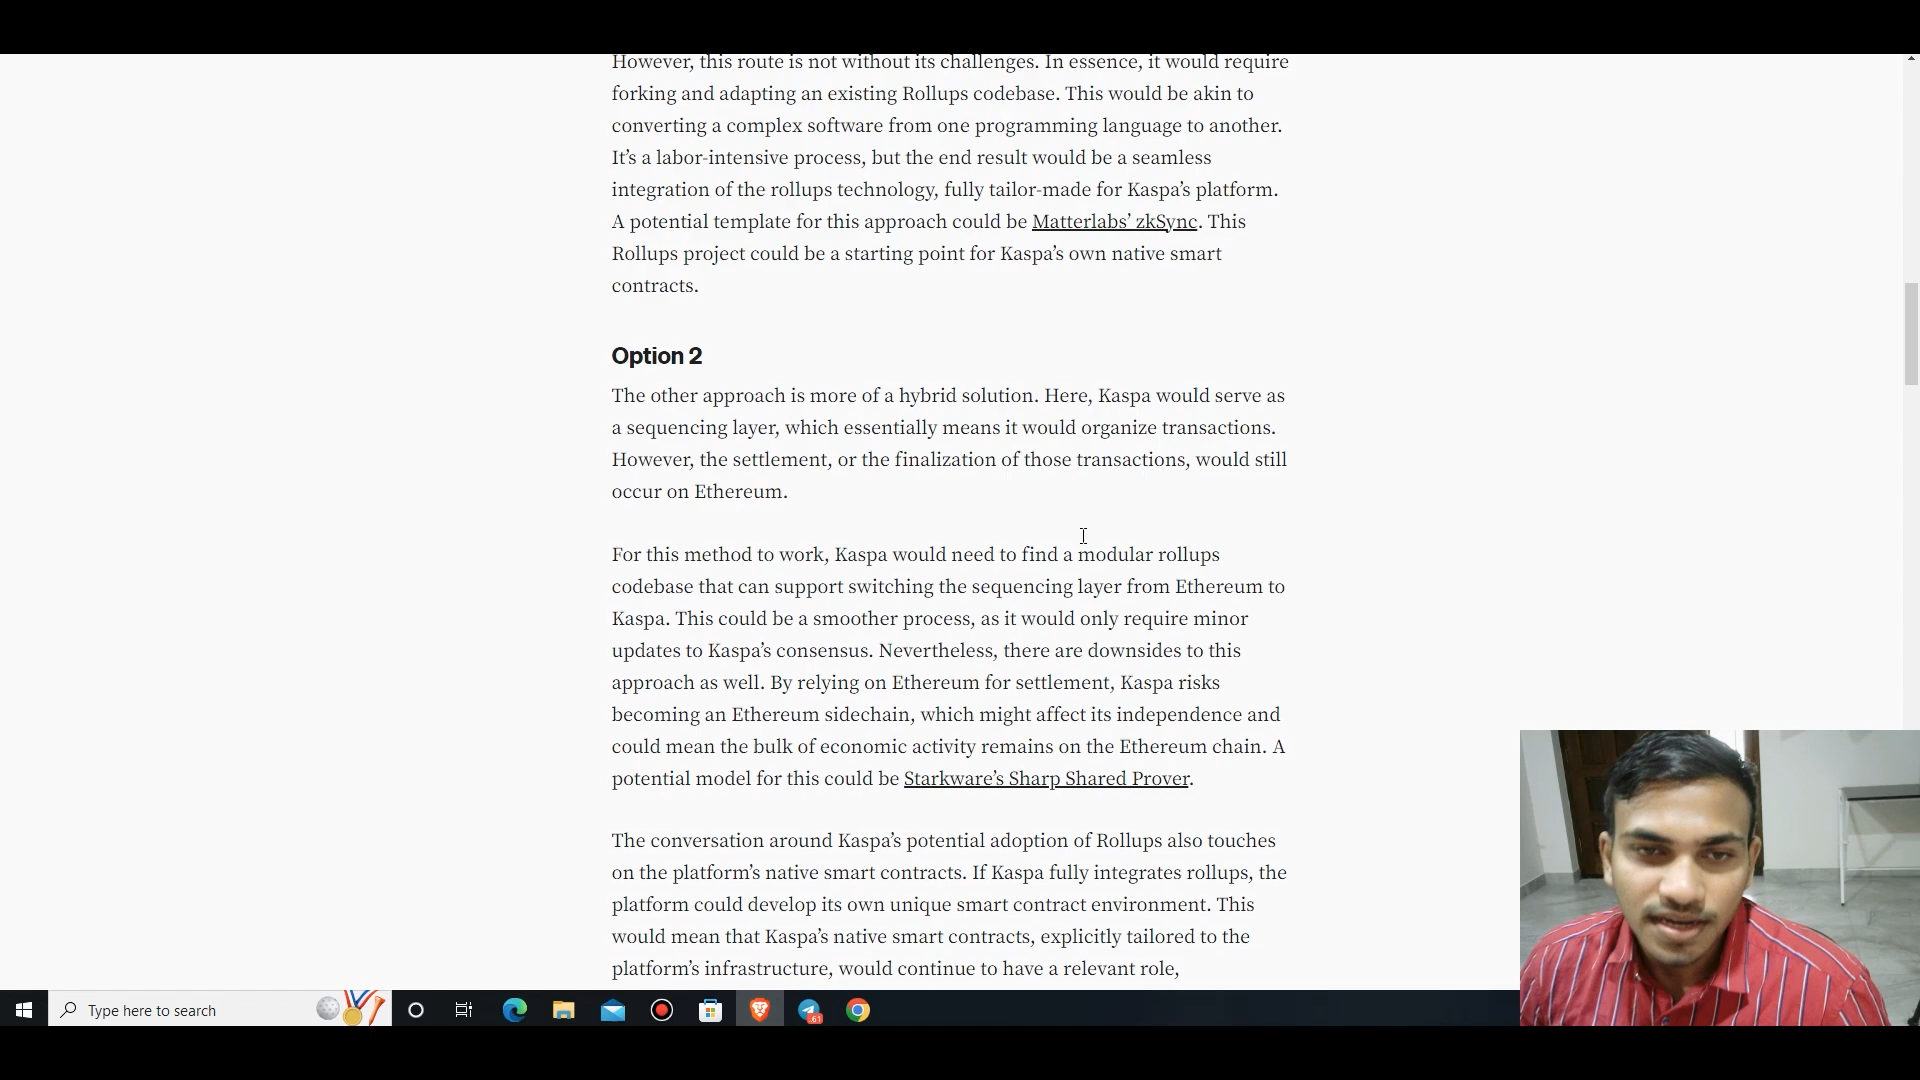 However, this route is not without its challenges. In essence, it would require
forking and adapting an existing Rollups codebase. This would be akin to
converting a complex software from one programming language to another.
It’s a labor-intensive process, but the end result would be a seamless
integration of the rollups technology, fully tailor-made for Kaspa’s platform.
A potential template for this approach could be Matterlabs’ zkSync. This
Rollups project could be a starting point for Kaspa’s own native smart
contracts.
Option 2
The other approach is more of a hybrid solution. Here, Kaspa would serve as
a sequencing layer, which essentially means it would organize transactions.
However, the settlement, or the finalization of those transactions, would still
occur on Ethereum.
For this method to work, Kaspa would need to find a modular rollups
codebase that can support switching the sequencing layer from Ethereum to
Kaspa. This could be a smoother process, as it would only require minor
updates to Kaspa’s consensus. Nevertheless, there are downsides to this
approach as well. By relying on Ethereum for settlement, Kaspa risks
becoming an Ethereum sidechain, which might affect its independence and
could mean the bulk of economic activity remains on the Ethereum chain. A
potential model for this could be Starkware’s Sharp Shared Prover.
The conversation around Kaspa’s potential adoption of Rollups also touches
on the platform’s native smart contracts. If Kaspa fully integrates rollups, the
platform could develop its own unique smart contract environment. This
would mean that Kaspa’s native smart contracts, explicitly tailored to the
platform’s infrastructure, would continue to have a relevant role,
Type here to search
61